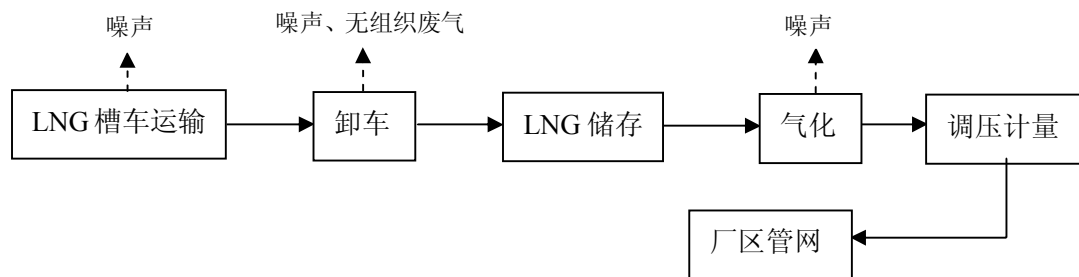 噪声
噪声、无组织废气
噪声
LNG 槽车运输
卸车
LNG 储存
气化
调压计量
厂区管网